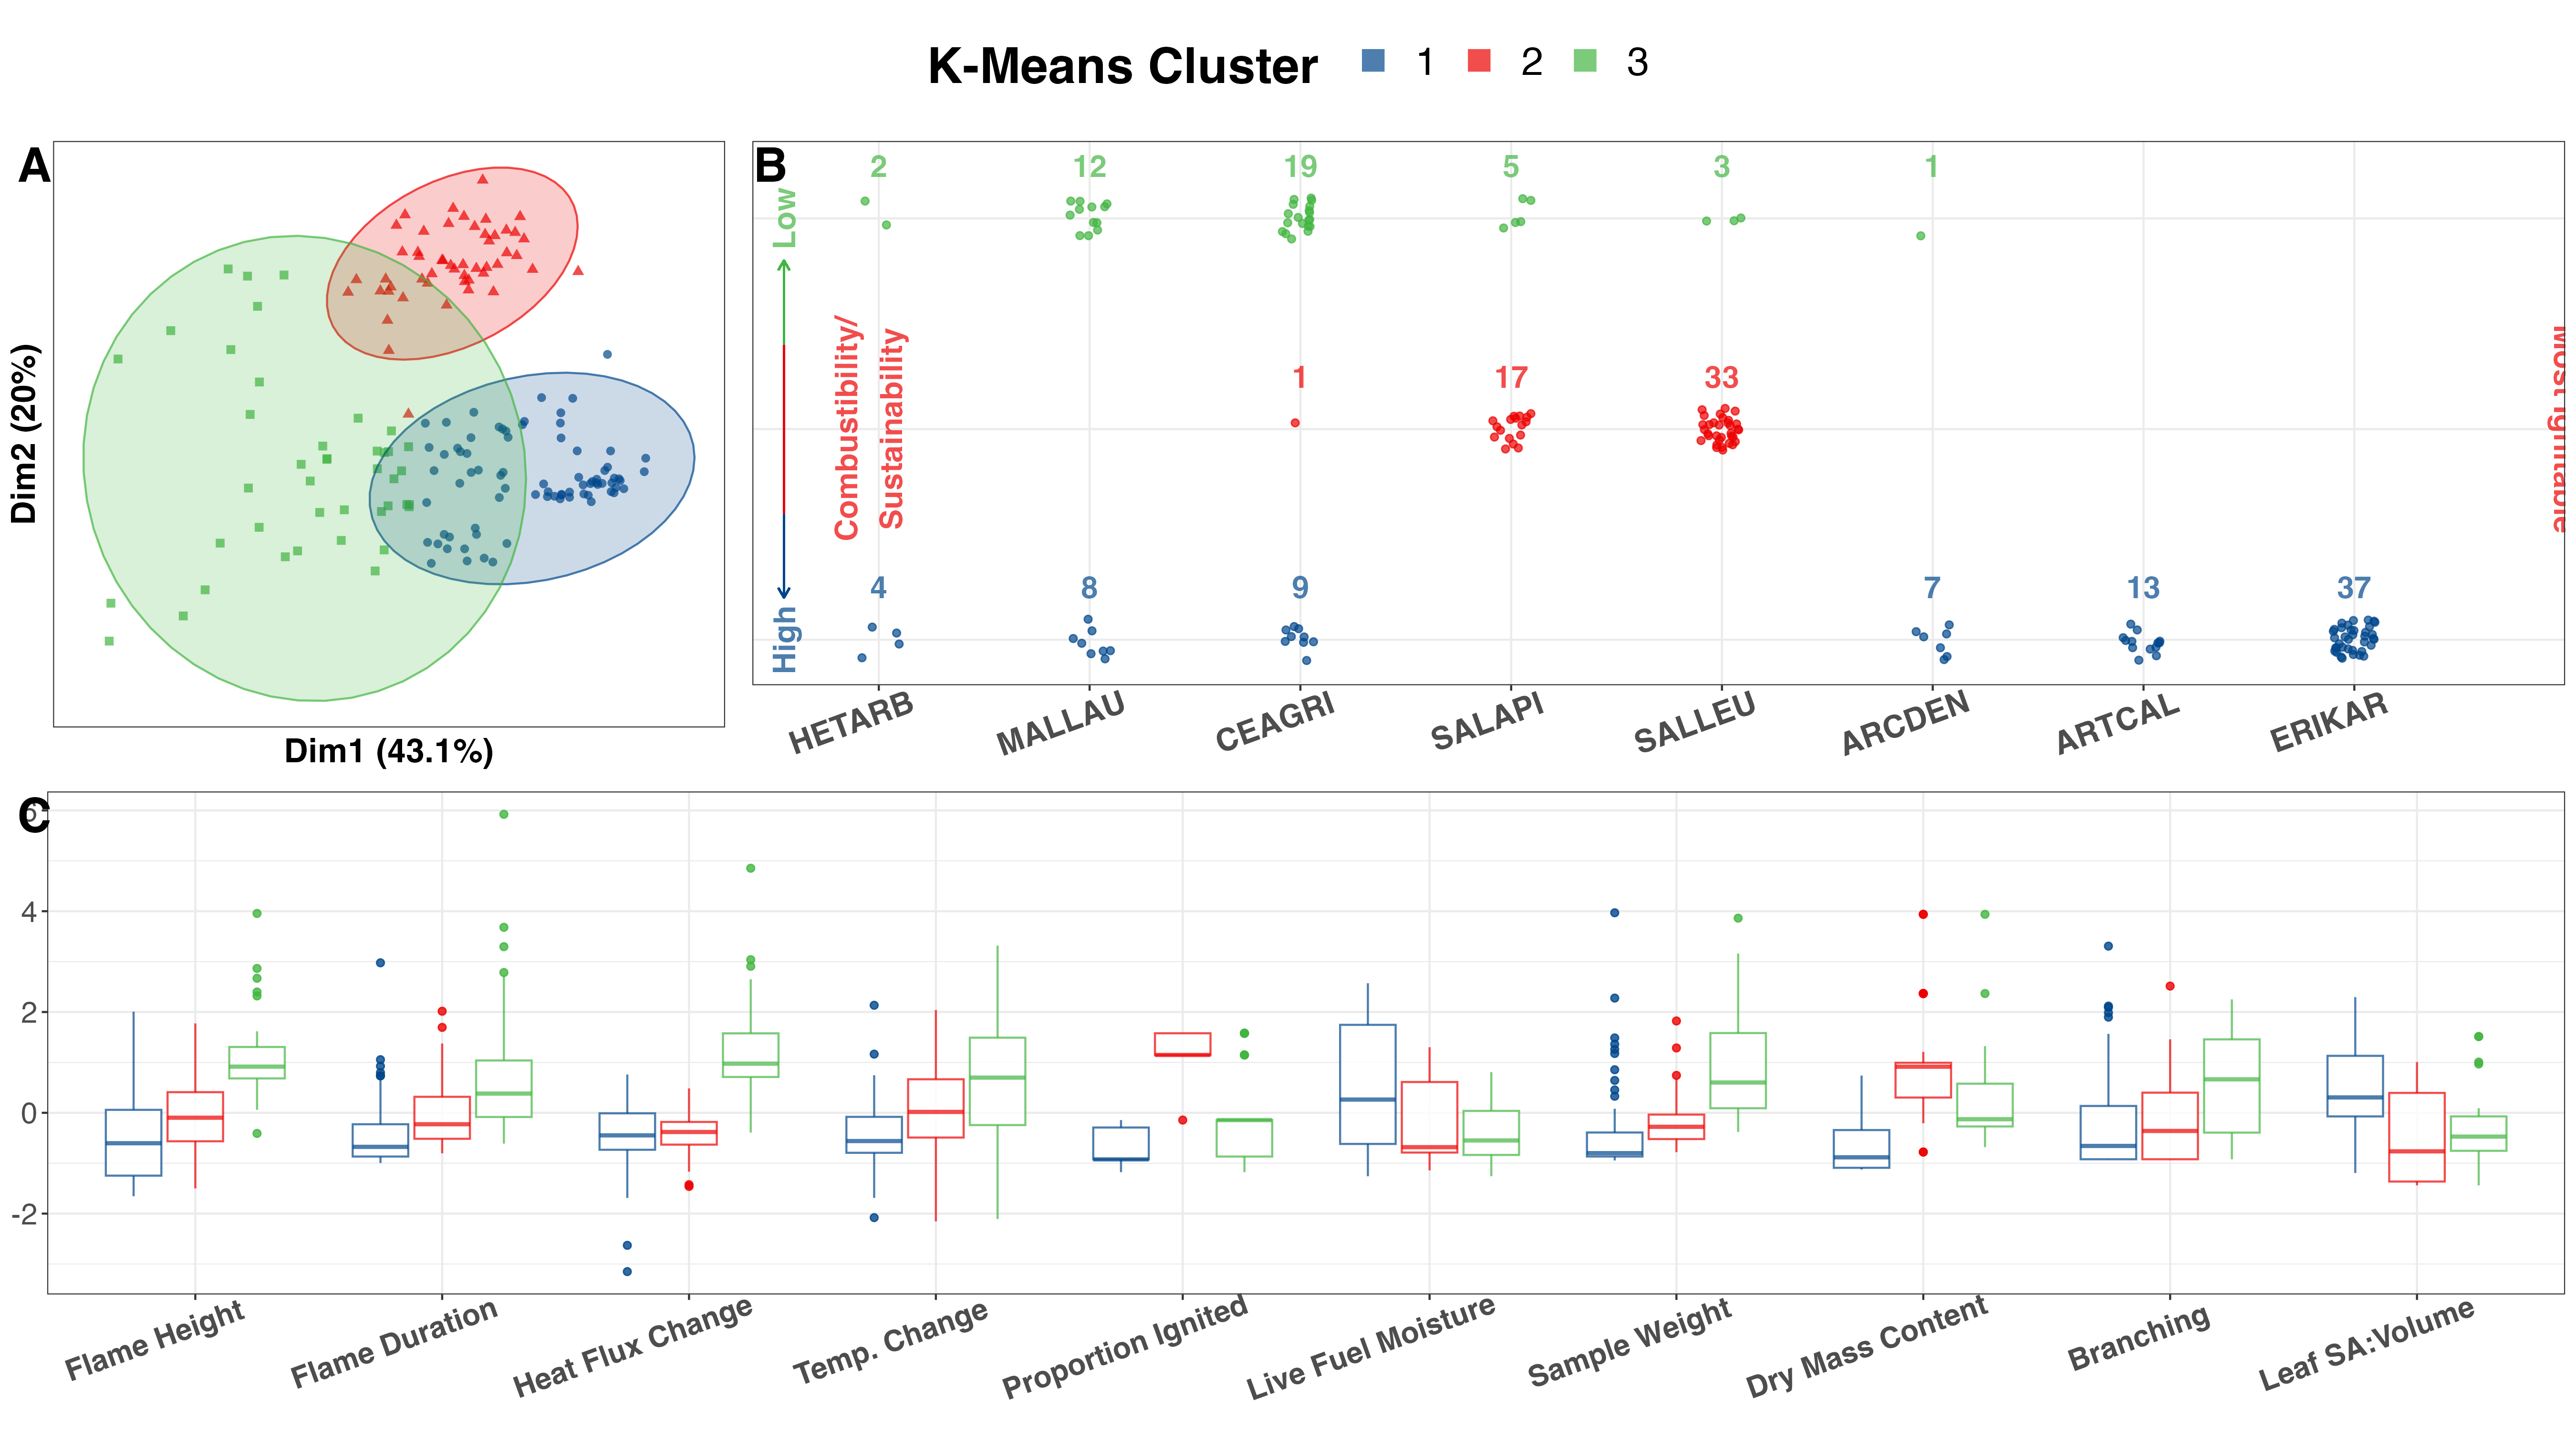 K-Means Cluster 1 2 3
A
Dim2 (20%)
Dim1 (43.1%)
B
2 12 19 5 3 1
Low
Combustibility/
Sustainability
1 17 33
Most Ignitable
High
4 8 9 7 13 37
HETARB MALLAU CEAGRI SALAPI SALLEU ARCDEN ARTCAL ERIKAR
C
6
4
2
0
-2
Flame Height Flame Duration Heat Flux Change Temp. Change Proportion Ignited Live Fuel Moisture Sample Weight Dry Mass Content Branching Leaf SA:Volume